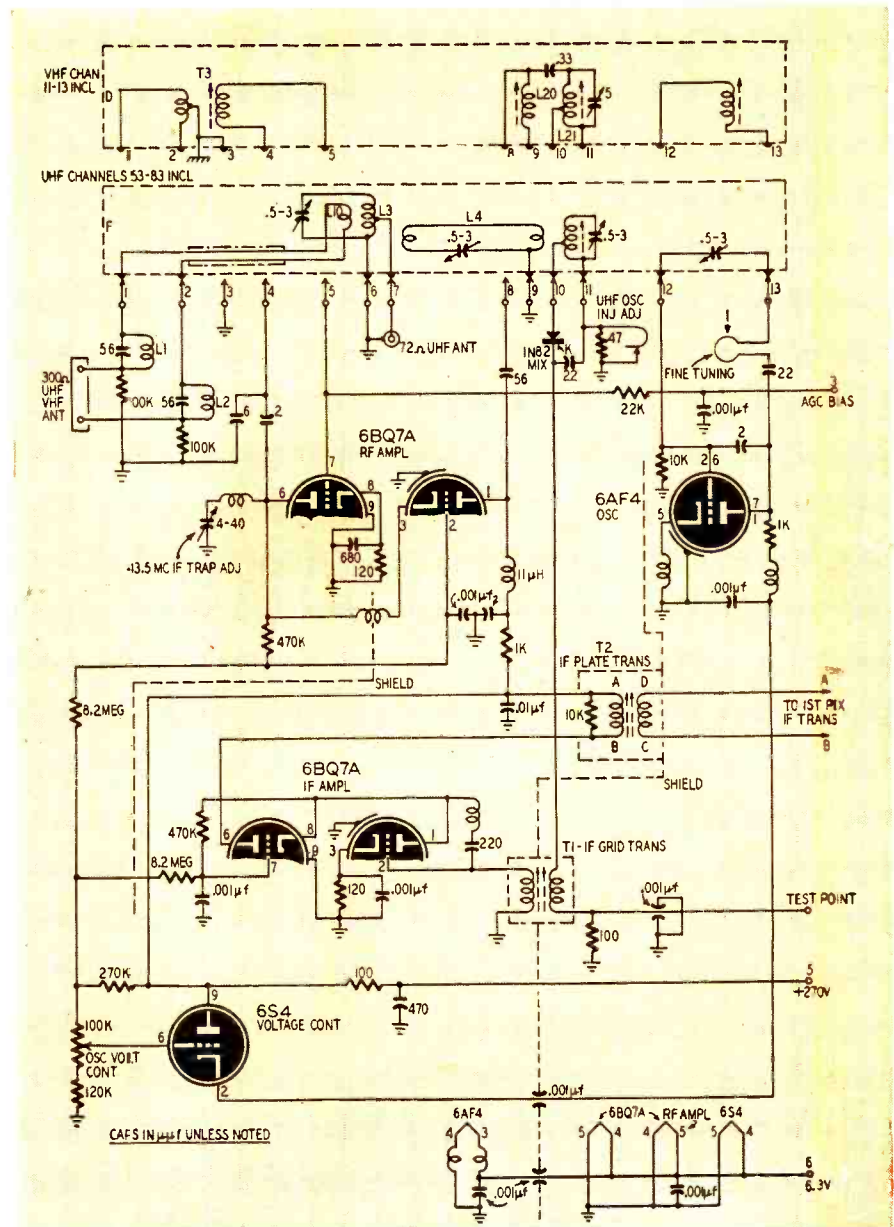 VHF CHAN
11-13 INCL
D
T3
.33
L20
5
L21
11
2
3
4
5
8
9
10
11
12
13
UHF CHANNELS 53-83 INCL
F
.5-3
L10
L3
L4
.5-3
.5-3
.5-3
1
2
3
4
5
6
7
8
9
10
11
12
13
UHF OSC
INJ ADJ
72Ω UHF ANT
1N82
MIX
K
47
22
FINE TUNING
22
56
L1
300Ω
UHF
VHF
ANT
00K
56
L2
100K
6
2
56
22K
.001µf
3
AGC BIAS
6BQ7A
RF AMPL
7
6
8
9
680
120
3
2
1
4-40
13.5 MC IF TRAP ADJ
10K
2 6
2
6AF4
OSC
5
7
1
1K
.001µf
11µH
.001µf
2
1K
470K
SHIELD
8.2MEG
.01µf
T2
IF PLATE TRANS
10K
A D
B C
A
TO 1ST PIX
IF TRANS
B
SHIELD
6BQ7A
IF AMPL
470K
6
8
9
7
3
2
1
220
8.2 MEG
.001µf
120
.001µf
T1-IF GRID TRANS
.001µf
TEST POINT
100
270K
100
470
5
+270V
9
6S4
VOLTAGE CONT
6
2
100K
OSC VOLT
CONT
120K
.001µf
CAPS IN µµf UNLESS NOTED
6AF4
4 3
.001µf
6BQ7A
RF AMPL
6S4
5 4
4 5
5 4
.001µf
6
6.3V